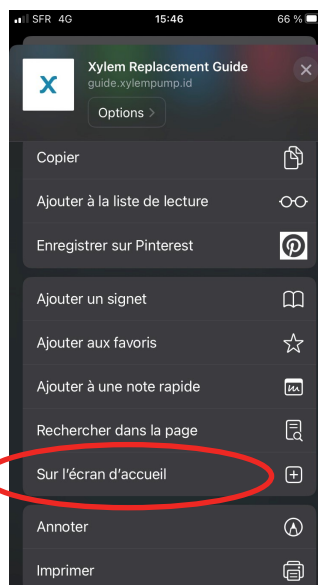 SFR 4G 15:46 66 %
Xylem Replacement Guide
guide.xylempump.id
Options >
Copier
Ajouter à la liste de lecture
Enregistrer sur Pinterest
Ajouter un signet
Ajouter aux favoris
Ajouter à une note rapide
Rechercher dans la page
Sur l'écran d'accueil
Annoter
Imprimer